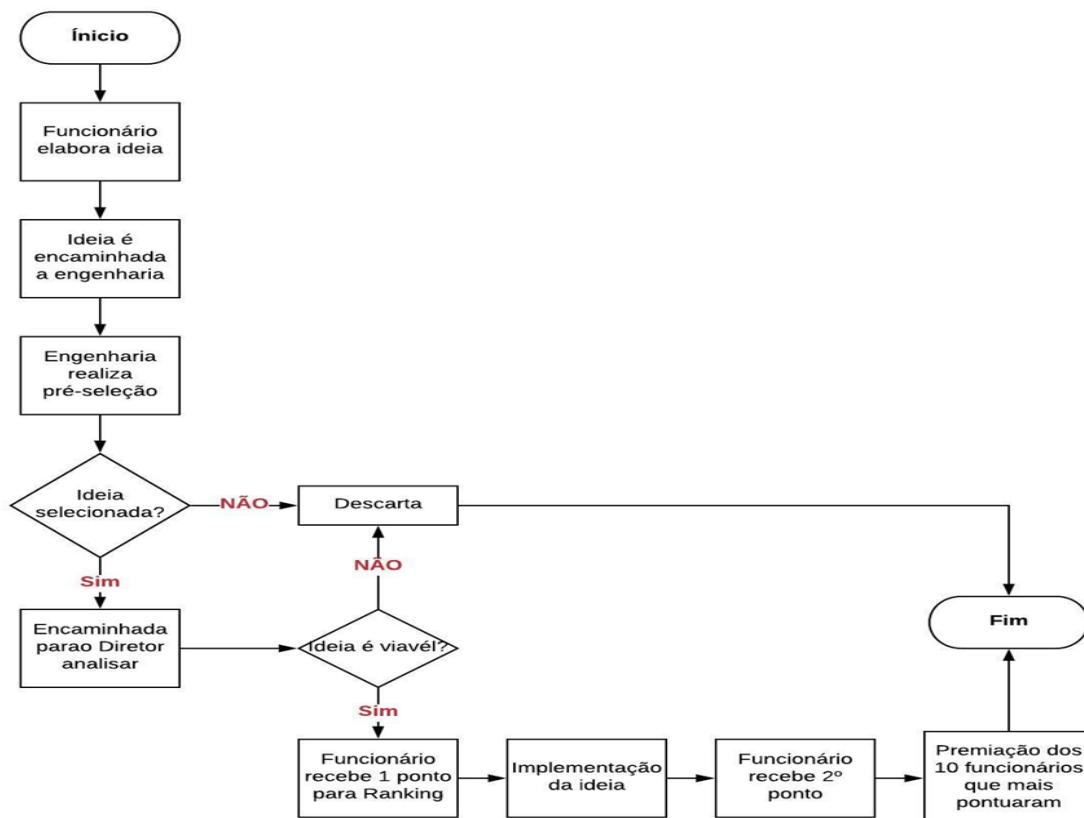 Ínicio
Funcionário
elabora ideia
Ideia é
encaminhada
a engenharia
Engenharia
realiza
pré-seleção
Ideia
selecionada?
NÃO
Descarta
NÃO
Sim
Encaminhada
parao Diretor
analisar
Ideia é viavél?
Fim
Sim
Funcionário
recebe 1 ponto
para Ranking
Implementação
da ideia
Funcionário
recebe 2º
ponto
Premiação dos
10 funcionários
que mais
pontuaram